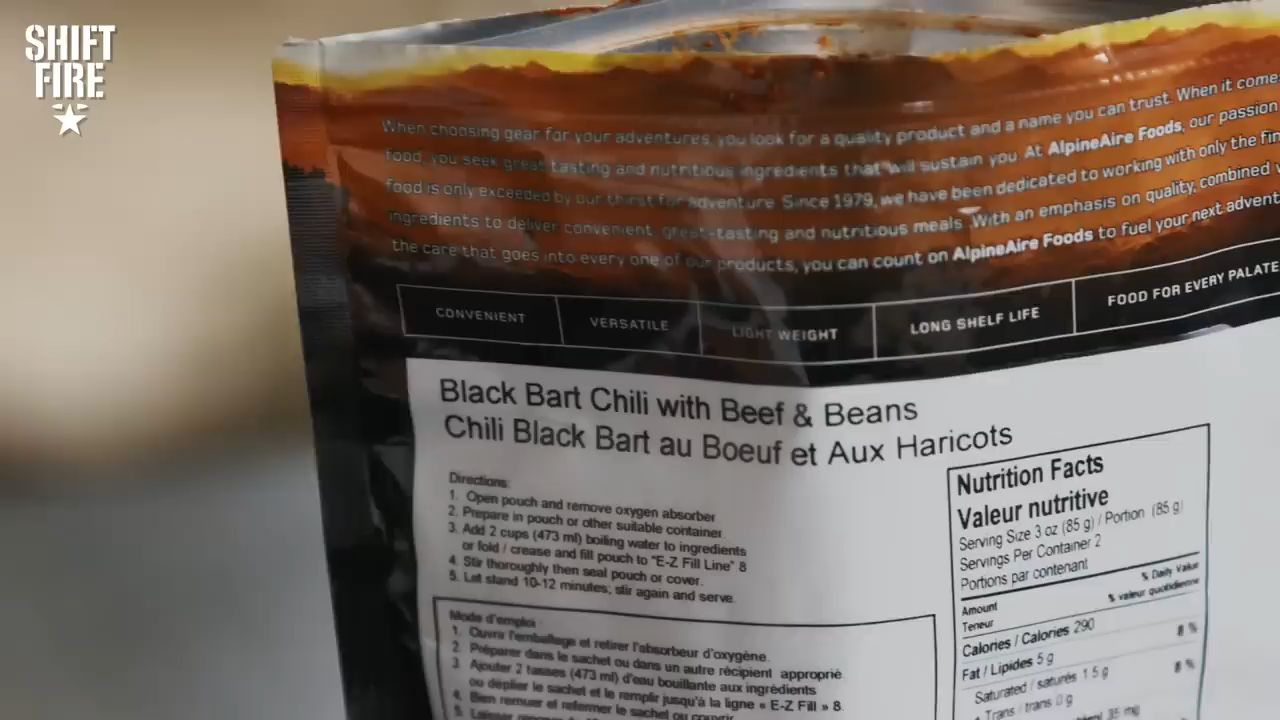 SHIFT
FIRE
When choosing gear for your adventures, you look for a quality product and a name you can trust. When it comes
food, you seek great tasting and nutritious ingredients that will sustain you. At AlpineAire Foods, our passion
food is only exceeded by our thirst for adventure. Since 1979, we have been dedicated to working with only the fin
ingredients to deliver convenient, great-tasting and nutritious meals. With an emphasis on quality, combined
the care that goes into every one of our products, you can count on AlpineAire Foods to fuel your next advent
CONVENIENT VERSATILE LIGHT WEIGHT LONG SHELF LIFE FOOD FOR EVERY PALATE
Black Bart Chili with Beef & Beans
Chili Black Bart au Boeuf et Aux Haricots
Directions:
1. Open pouch and remove oxygen absorber
2. Prepare in pouch or other suitable container
3. Add 2 cups (473 ml) boiling water to ingredients
or fold / crease and fill pouch to "E-Z Fill Line" 8
4. Stir thoroughly then seal pouch or cover.
5. Let stand 10-12 minutes; stir again and serve.
Mode d'emploi :
1. Ouvrir l'emballage et retirer l'absorbeur d'oxygène.
2. Préparer dans le sachet ou dans un autre récipient approprié
3. Ajouter 2 tasses (473 ml) d'eau bouillante aux ingrédients
ou déplier le sachet et le remplir jusqu'à la ligne « E-Z Fill » 8.
4. Bien remuer et refermer le sachet ou couvrir.
5. Laisser
Nutrition Facts
Valeur nutritive
Serving Size 3 oz (85 g) / Portion (85 g)
Servings Per Container 2
Portions par contenant
Amount % Daily Value
Teneur % valeur quotidienne
Calories / Calories 290
Fat / Lipides 5 g 8 %
Saturated / saturés 1.5 g 8 %
+ Trans / trans 0 g
35 mg